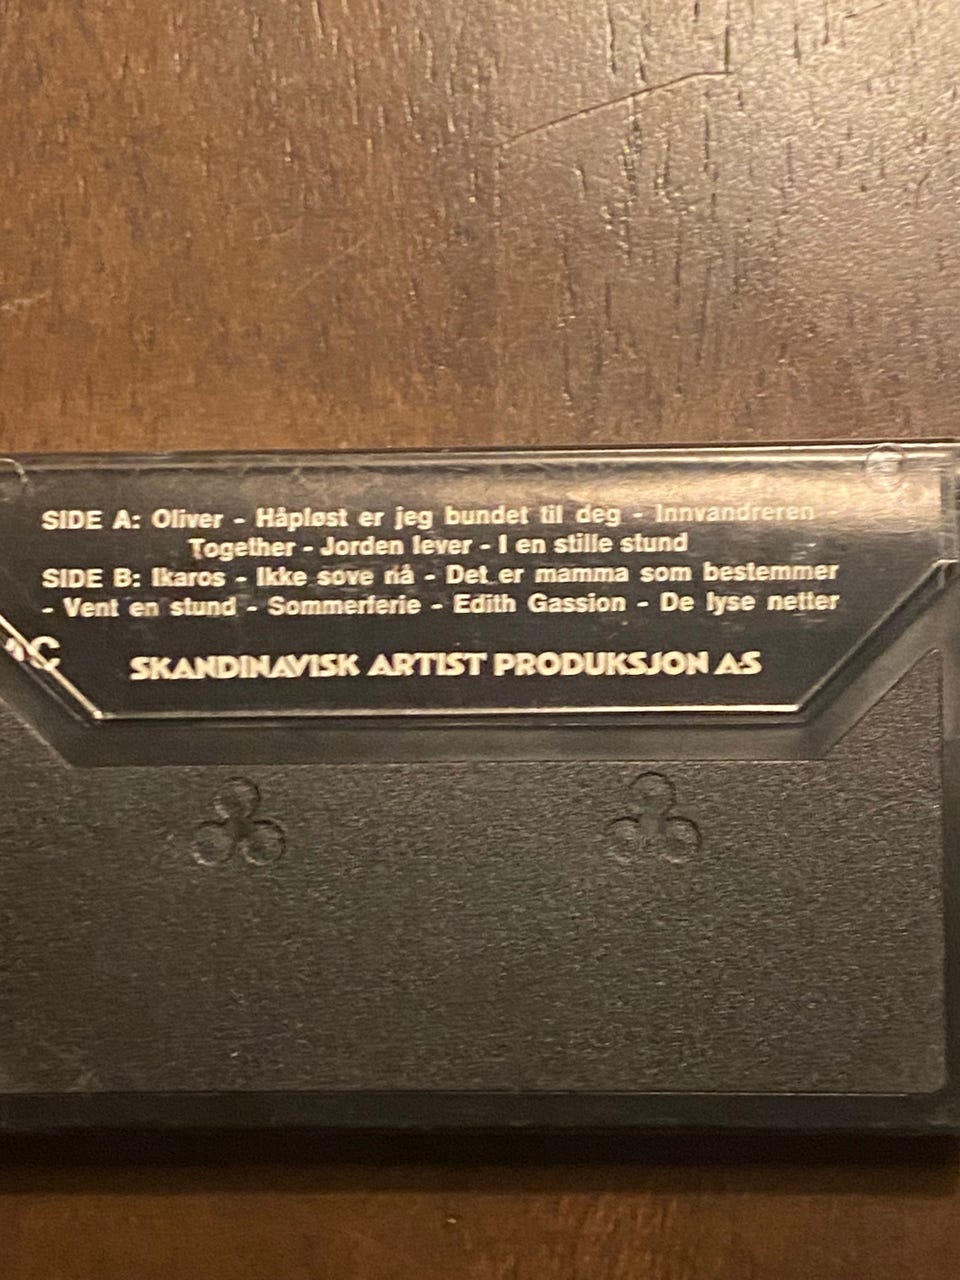 SIDE A: Oliver - Håpløst er jeg bundet til deg - Innvandreren -
Together - Jorden lever - I en stille stund
SIDE B: Ikaros - Ikke sove nå - Det er mamma som bestemmer
- Vent en stund - Sommerferie - Edith Gassion - De lyse netter
SKANDINAVISK ARTIST PRODUKSJON AS